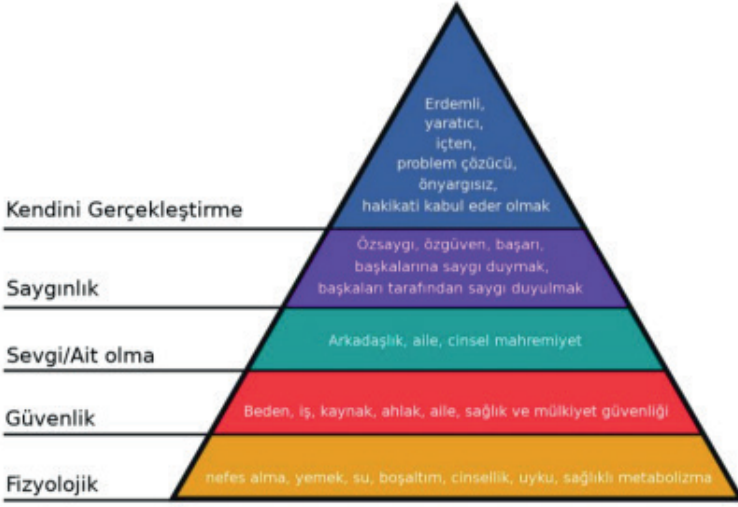 Erdemli,
yaratıcı,
içten,
problem çözücü,
önyargısız,
hakikati kabul eder olmak
Kendini Gerçekleştirme
Özsaygı, özgüven, başarı,
başkalarına saygı duymak,
başkaları tarafından saygı duyulmak
Saygınlık
Arkadaşlık, aile, cinsel mahremiyet
Sevgi/Ait olma
Beden, iş, kaynak, ahlak, aile, sağlık ve mülkiyet güvenliği
Güvenlik
nefes alma, yemek, su, boşaltım, cinsellik, uyku, sağlıklı metabolizma
Fizyolojik